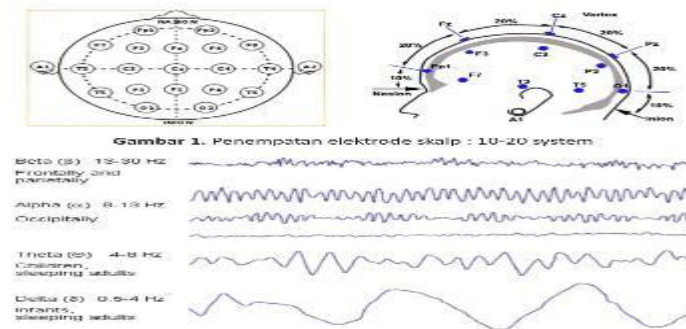 NASION
Fp1 Fp2
F7 F3 Fz F4 F8
A1 T3 C3 Cz C4 T4 A2
T5 P3 Pz P4 T6
O1 O2
INION
20% Cz Vertex
Fz
20% 20%
F3 C3 Pz
20% Fp1 P3 20%
10% F7 T3 T5 O1
Nasion 10%
A1 Inion
Gambar 1. Penempatan elektrode skalp : 10-20 system
Beta (β) 13-30 Hz
Frontally and
parietally
Alpha (α) 8-13 Hz
Occipitally
Theta (Θ) 4-8 Hz
Children,
sleeping adults
Delta (δ) 0.5-4 Hz
Infants,
sleeping adults